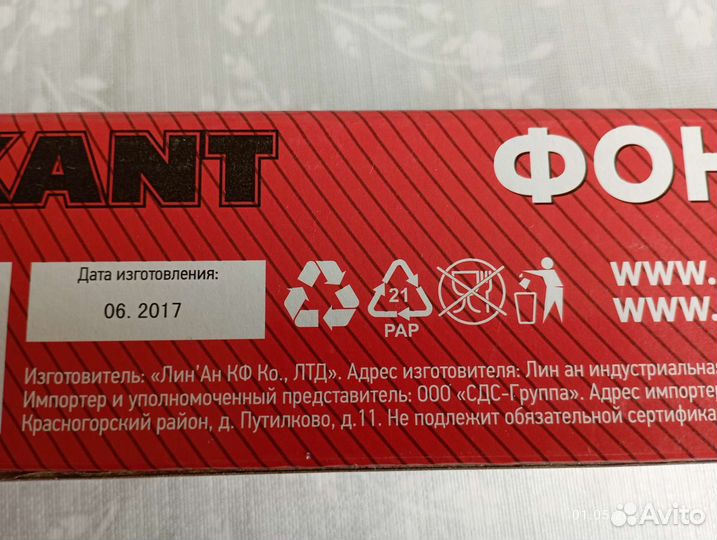 XANT
ФОН
Дата изготовления:
06. 2017
21
PAP
WWW.
WWW.
Изготовитель: «Лин'Ан КФ Ко., ЛТД». Адрес изготовителя: Лин ан индустриальная
Импортер и уполномоченный представитель: ООО «СДС-Группа». Адрес импортер
Красногорский район, д. Путилково, д.11. Не подлежит обязательной сертифика
01.05
Avito